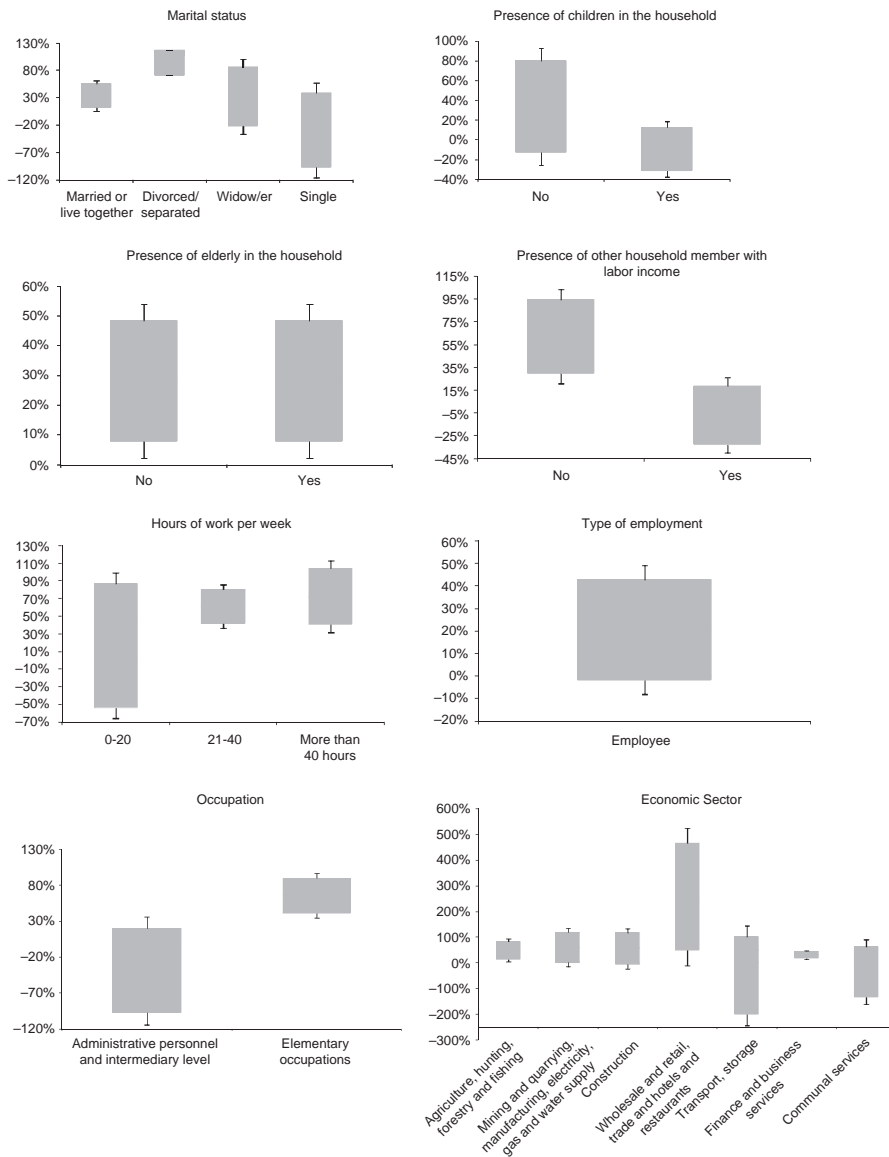 Marital status
130%
80%
30%
–20%
–70%
–120%
Married or
live together
Divorced/
separated
Widow/er
Single
Presence of children in the household
100%
80%
60%
40%
20%
0%
–20%
–40%
No
Yes
Presence of elderly in the household
60%
50%
40%
30%
20%
10%
0%
No
Yes
Presence of other household member with
labor income
115%
95%
75%
55%
35%
15%
–5%
–25%
–45%
No
Yes
Hours of work per week
130%
110%
90%
70%
50%
30%
10%
–10%
–30%
–50%
–70%
0-20
21-40
More than
40 hours
Type of employment
60%
50%
40%
30%
20%
10%
0%
–10%
–20%
Employee
Occupation
130%
80%
30%
–20%
–70%
–120%
Administrative personnel
and intermediary level
Elementary
occupations
Economic Sector
600%
500%
400%
300%
200%
100%
0%
–100%
–200%
–300%
Agriculture, hunting,
forestry and fishing
Mining and quarrying,
manufacturing, electricity,
gas and water supply
Construction
Wholesale and retail,
trade and hotels and
restaurants
Transport, storage
Finance and business
services
Communal services